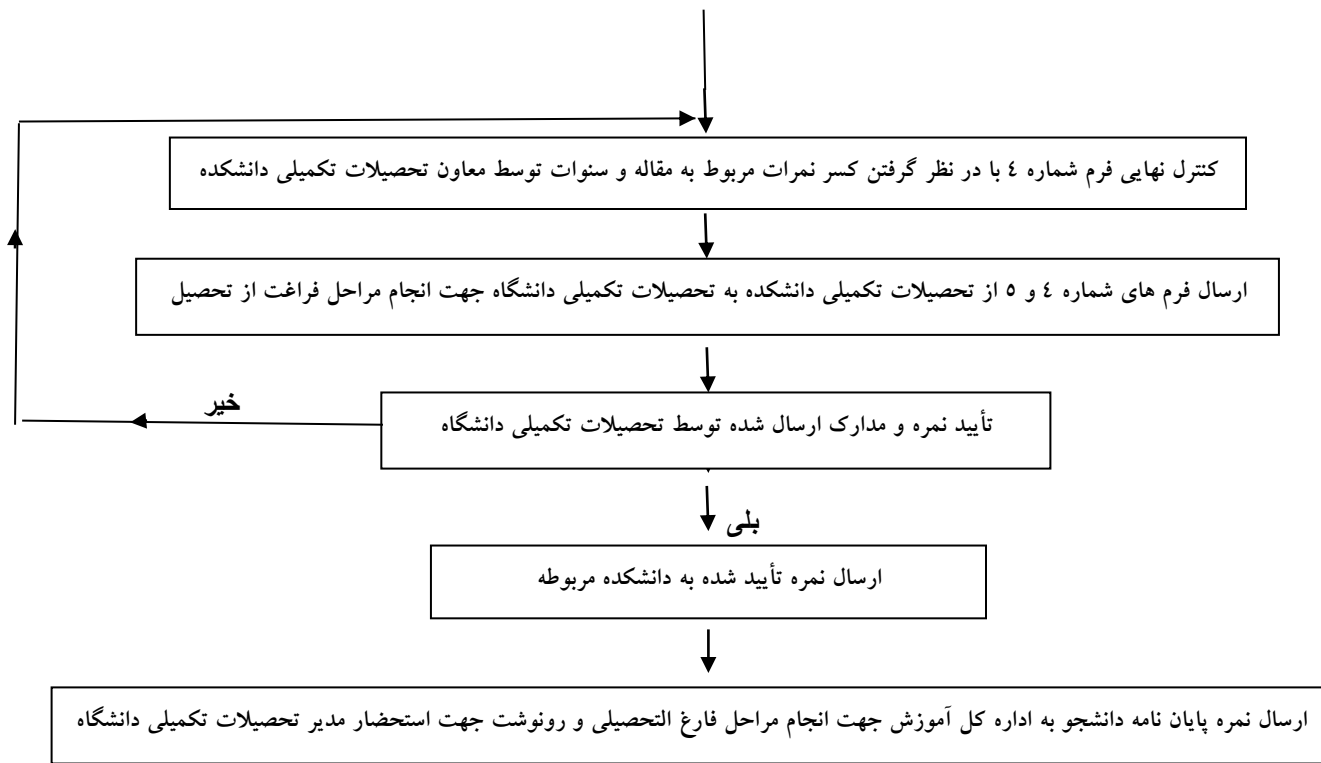 کنترل نهایی فرم شماره ٤ با در نظر گرفتن کسر نمرات مربوط به مقاله و سنوات توسط معاون تحصیلات تکمیلی دانشکده
ارسال فرم های شماره ٤ و ٥ از تحصیلات تکمیلی دانشکده به تحصیلات تکمیلی دانشگاه جهت انجام مراحل فراغت از تحصیل
خیر
تأیید نمره و مدارک ارسال شده توسط تحصیلات تکمیلی دانشگاه
بلی
ارسال نمره تأیید شده به دانشکده مربوطه
ارسال نمره پایان نامه دانشجو به اداره کل آموزش جهت انجام مراحل فارغ التحصیلی و رونوشت جهت استحضار مدیر تحصیلات تکمیلی دانشگاه